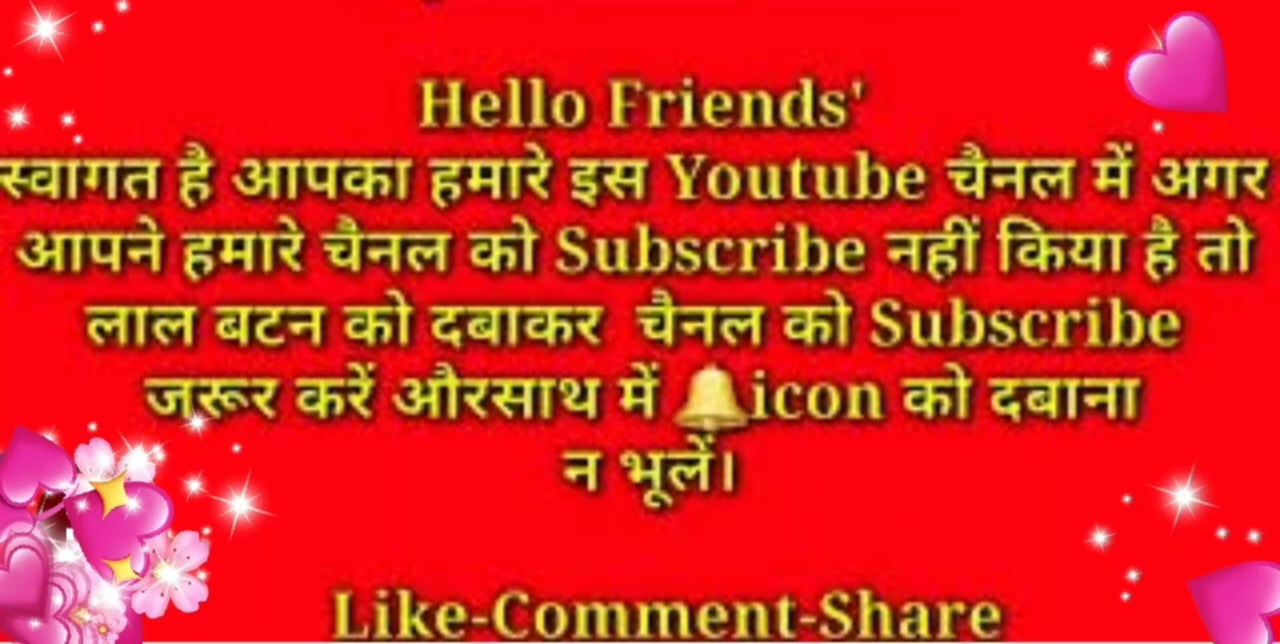 Hello Friends'
स्वागत है आपका हमारे इस Youtube चैनल में अगर
आपने हमारे चैनल को Subscribe नहीं किया है तो
लाल बटन को दबाकर चैनल को Subscribe
जरूर करें औरसाथ में 🔔icon को दबाना
न भूलें।
Like-Comment-Share